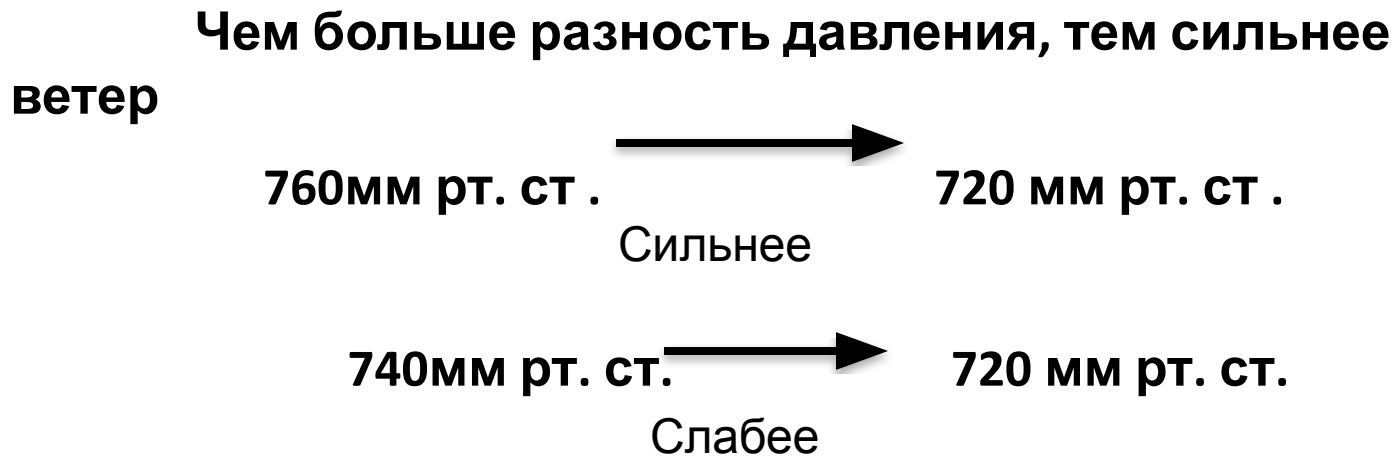 Чем больше разность давления, тем сильнее
ветер
760мм рт. ст . 720 мм рт. ст .
Сильнее
740мм рт. ст. 720 мм рт. ст.
Слабее